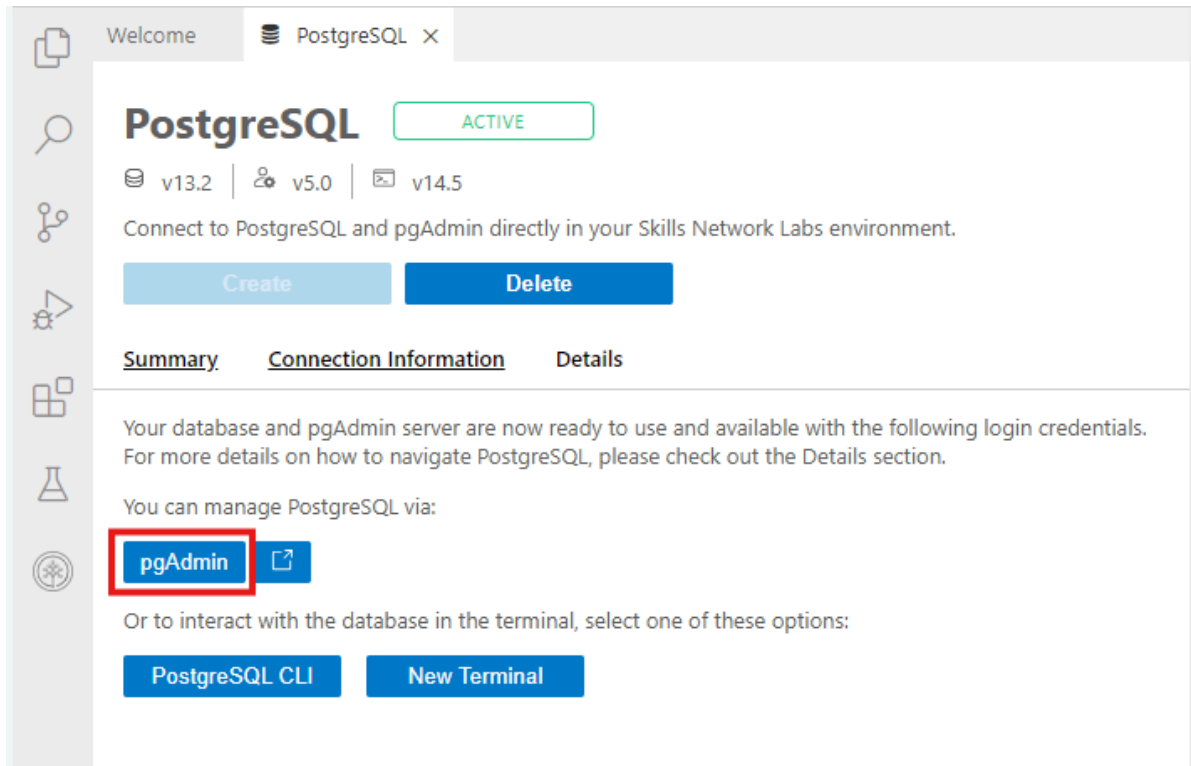 Welcome PostgreSQL
PostgreSQL ACTIVE
v13.2 v5.0 v14.5
Connect to PostgreSQL and pgAdmin directly in your Skills Network Labs environment.
Create Delete
Summary Connection Information Details
Your database and pgAdmin server are now ready to use and available with the following login credentials.
For more details on how to navigate PostgreSQL, please check out the Details section.
You can manage PostgreSQL via:
pgAdmin
Or to interact with the database in the terminal, select one of these options:
PostgreSQL CLI New Terminal